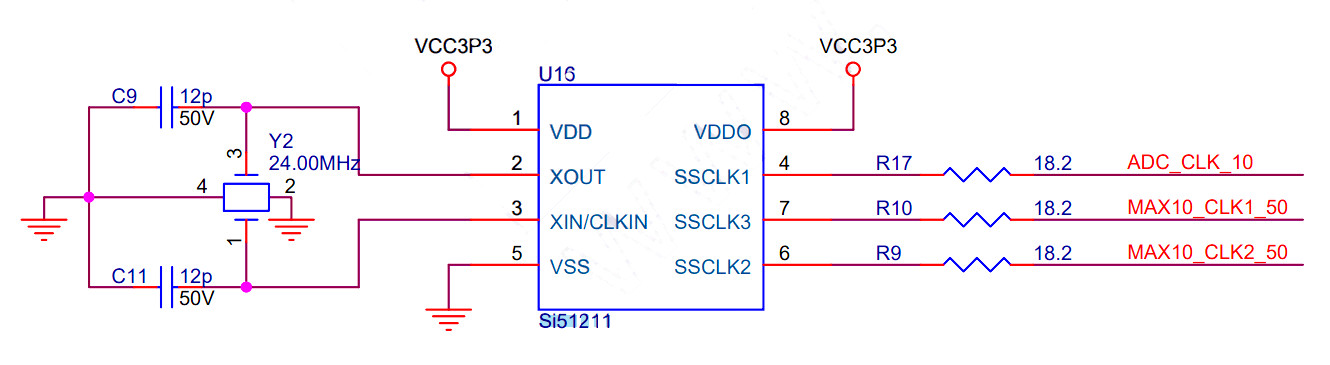 VCC3P3
VCC3P3
U16
C9
12p
50V
1
VDD
VDDO
8
Y2
24.00MHz
3
2
XOUT
SSCLK1
4
R17
18.2
ADC_CLK_10
4
2
3
XIN/CLKIN
SSCLK3
7
R10
18.2
MAX10_CLK1_50
1
C11
12p
50V
5
VSS
SSCLK2
6
R9
18.2
MAX10_CLK2_50
Si51211